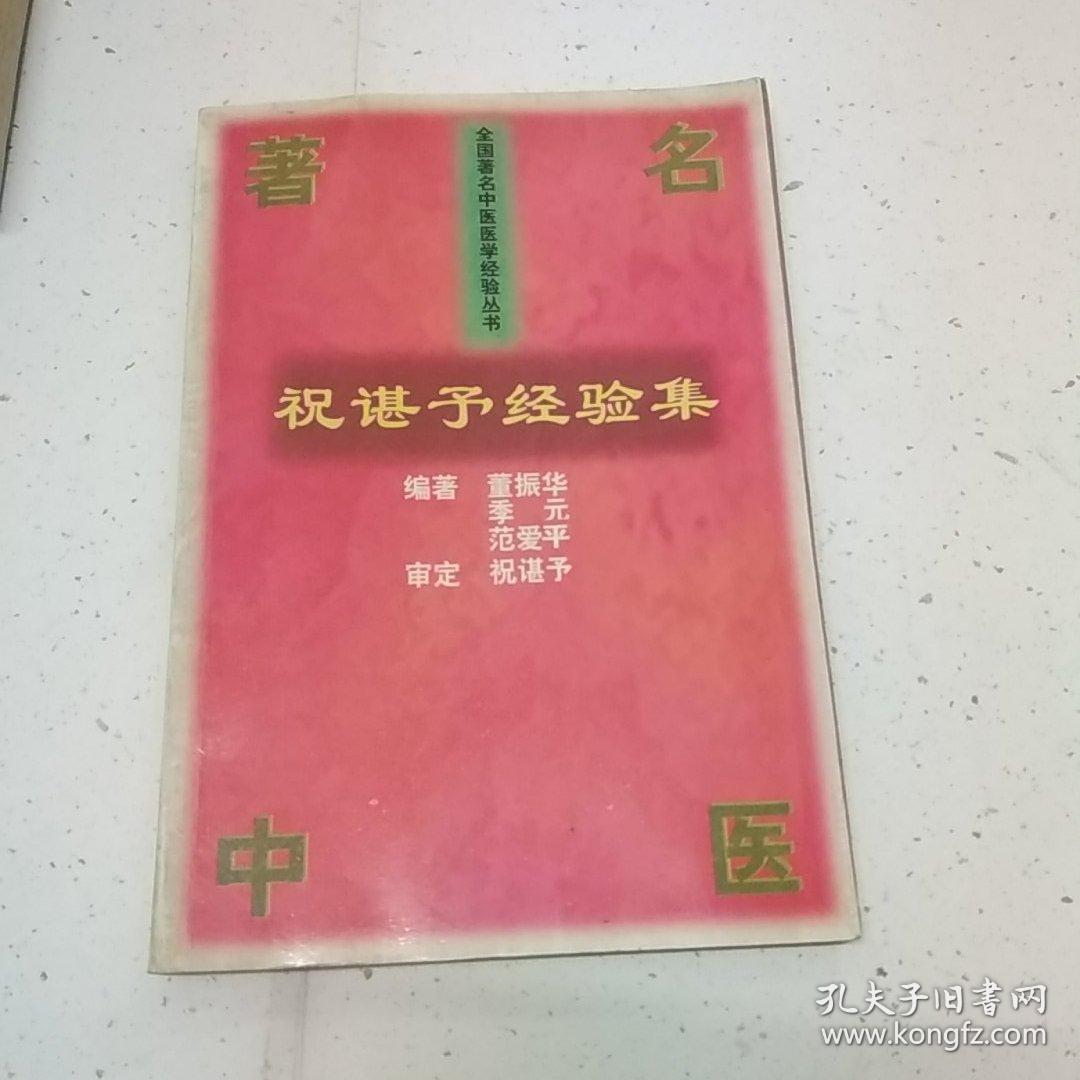 著名
全国著名中医医学经验丛书
祝谌予经验集
编著 董振华
季 元
范爱平
审定 祝谌予
中医
孔夫子旧書网
www.kongfz.com